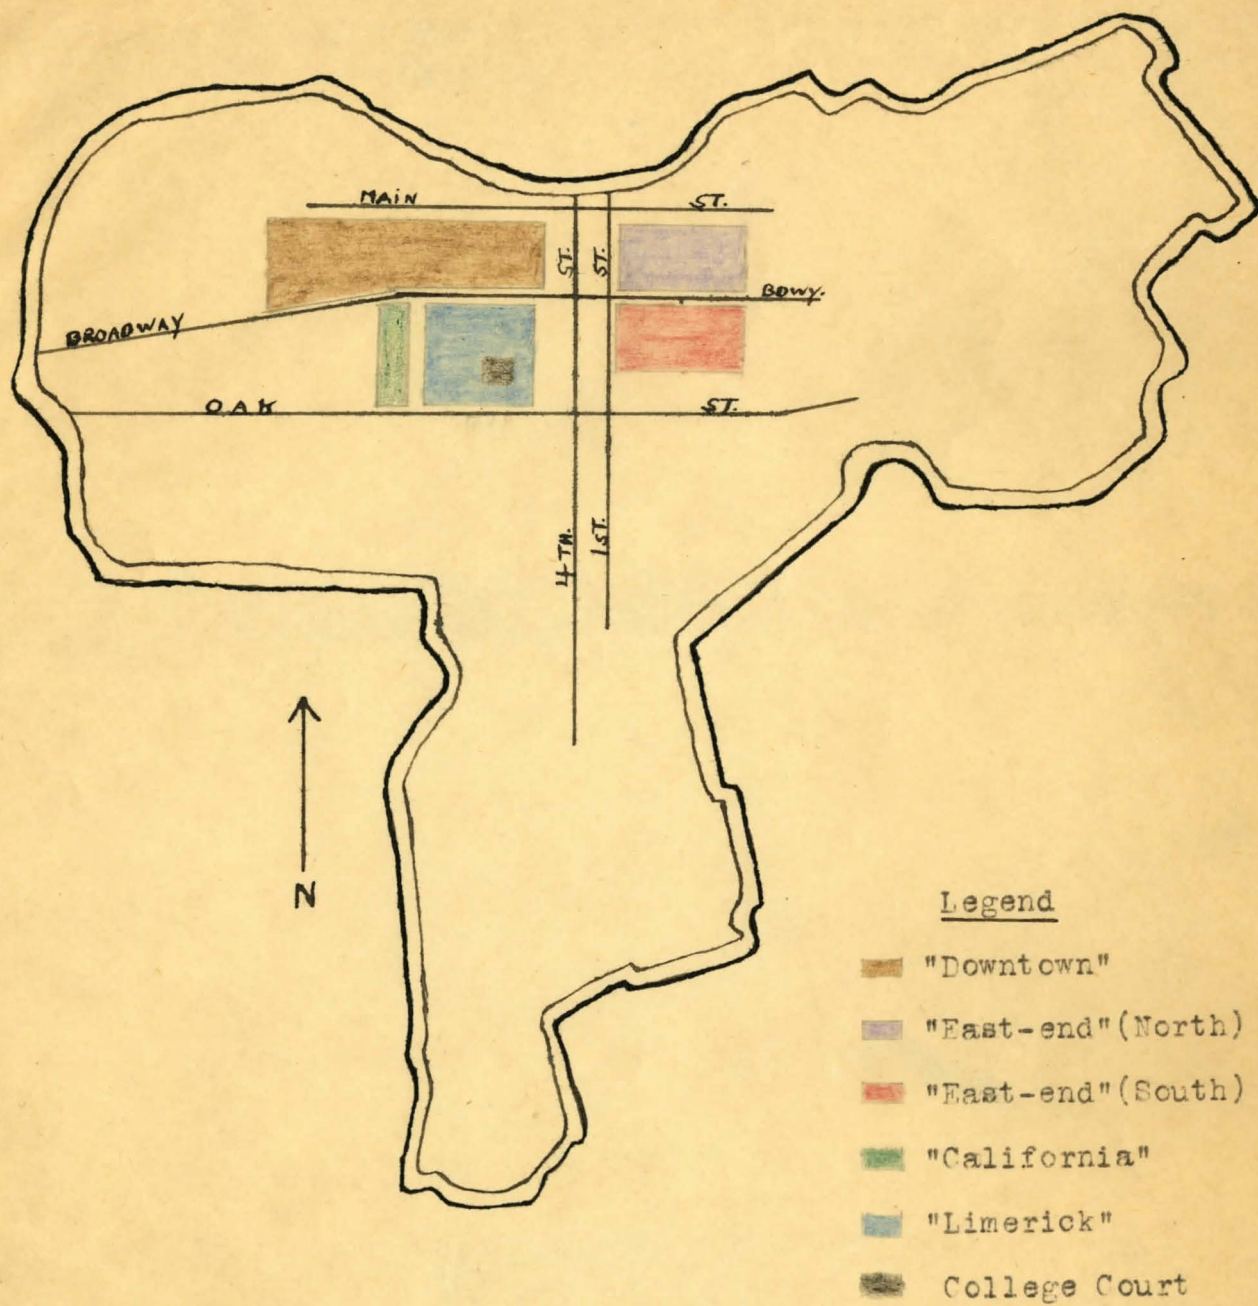 MAIN ST.
ST.
ST.
BROADWAY
BDWY.
OAK ST.
4TH.
1ST.
N
Legend
"Downtown"
"East-end"(North)
"East-end"(South)
"California"
"Limerick"
College Court